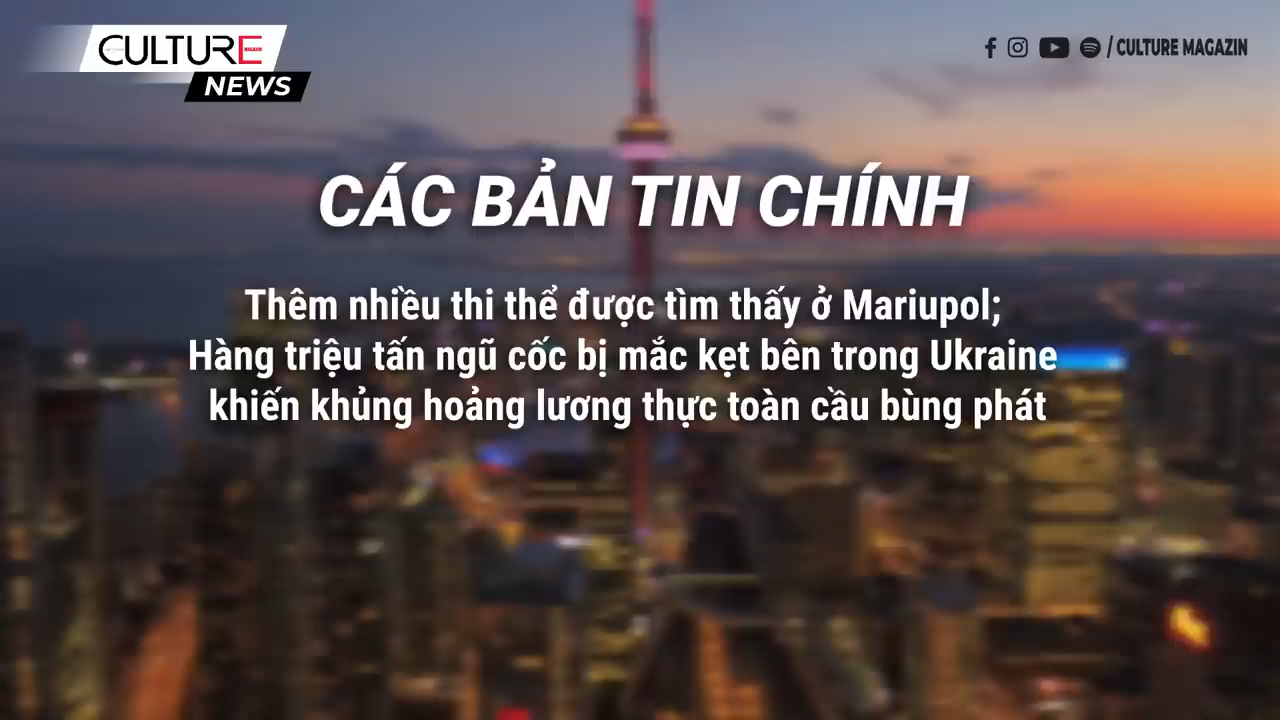 CULTURE
NEWS
/ CULTURE MAGAZIN
CÁC BẢN TIN CHÍNH
Thêm nhiều thi thể được tìm thấy ở Mariupol;
Hàng triệu tấn ngũ cốc bị mắc kẹt bên trong Ukraine
khiến khủng hoảng lương thực toàn cầu bùng phát